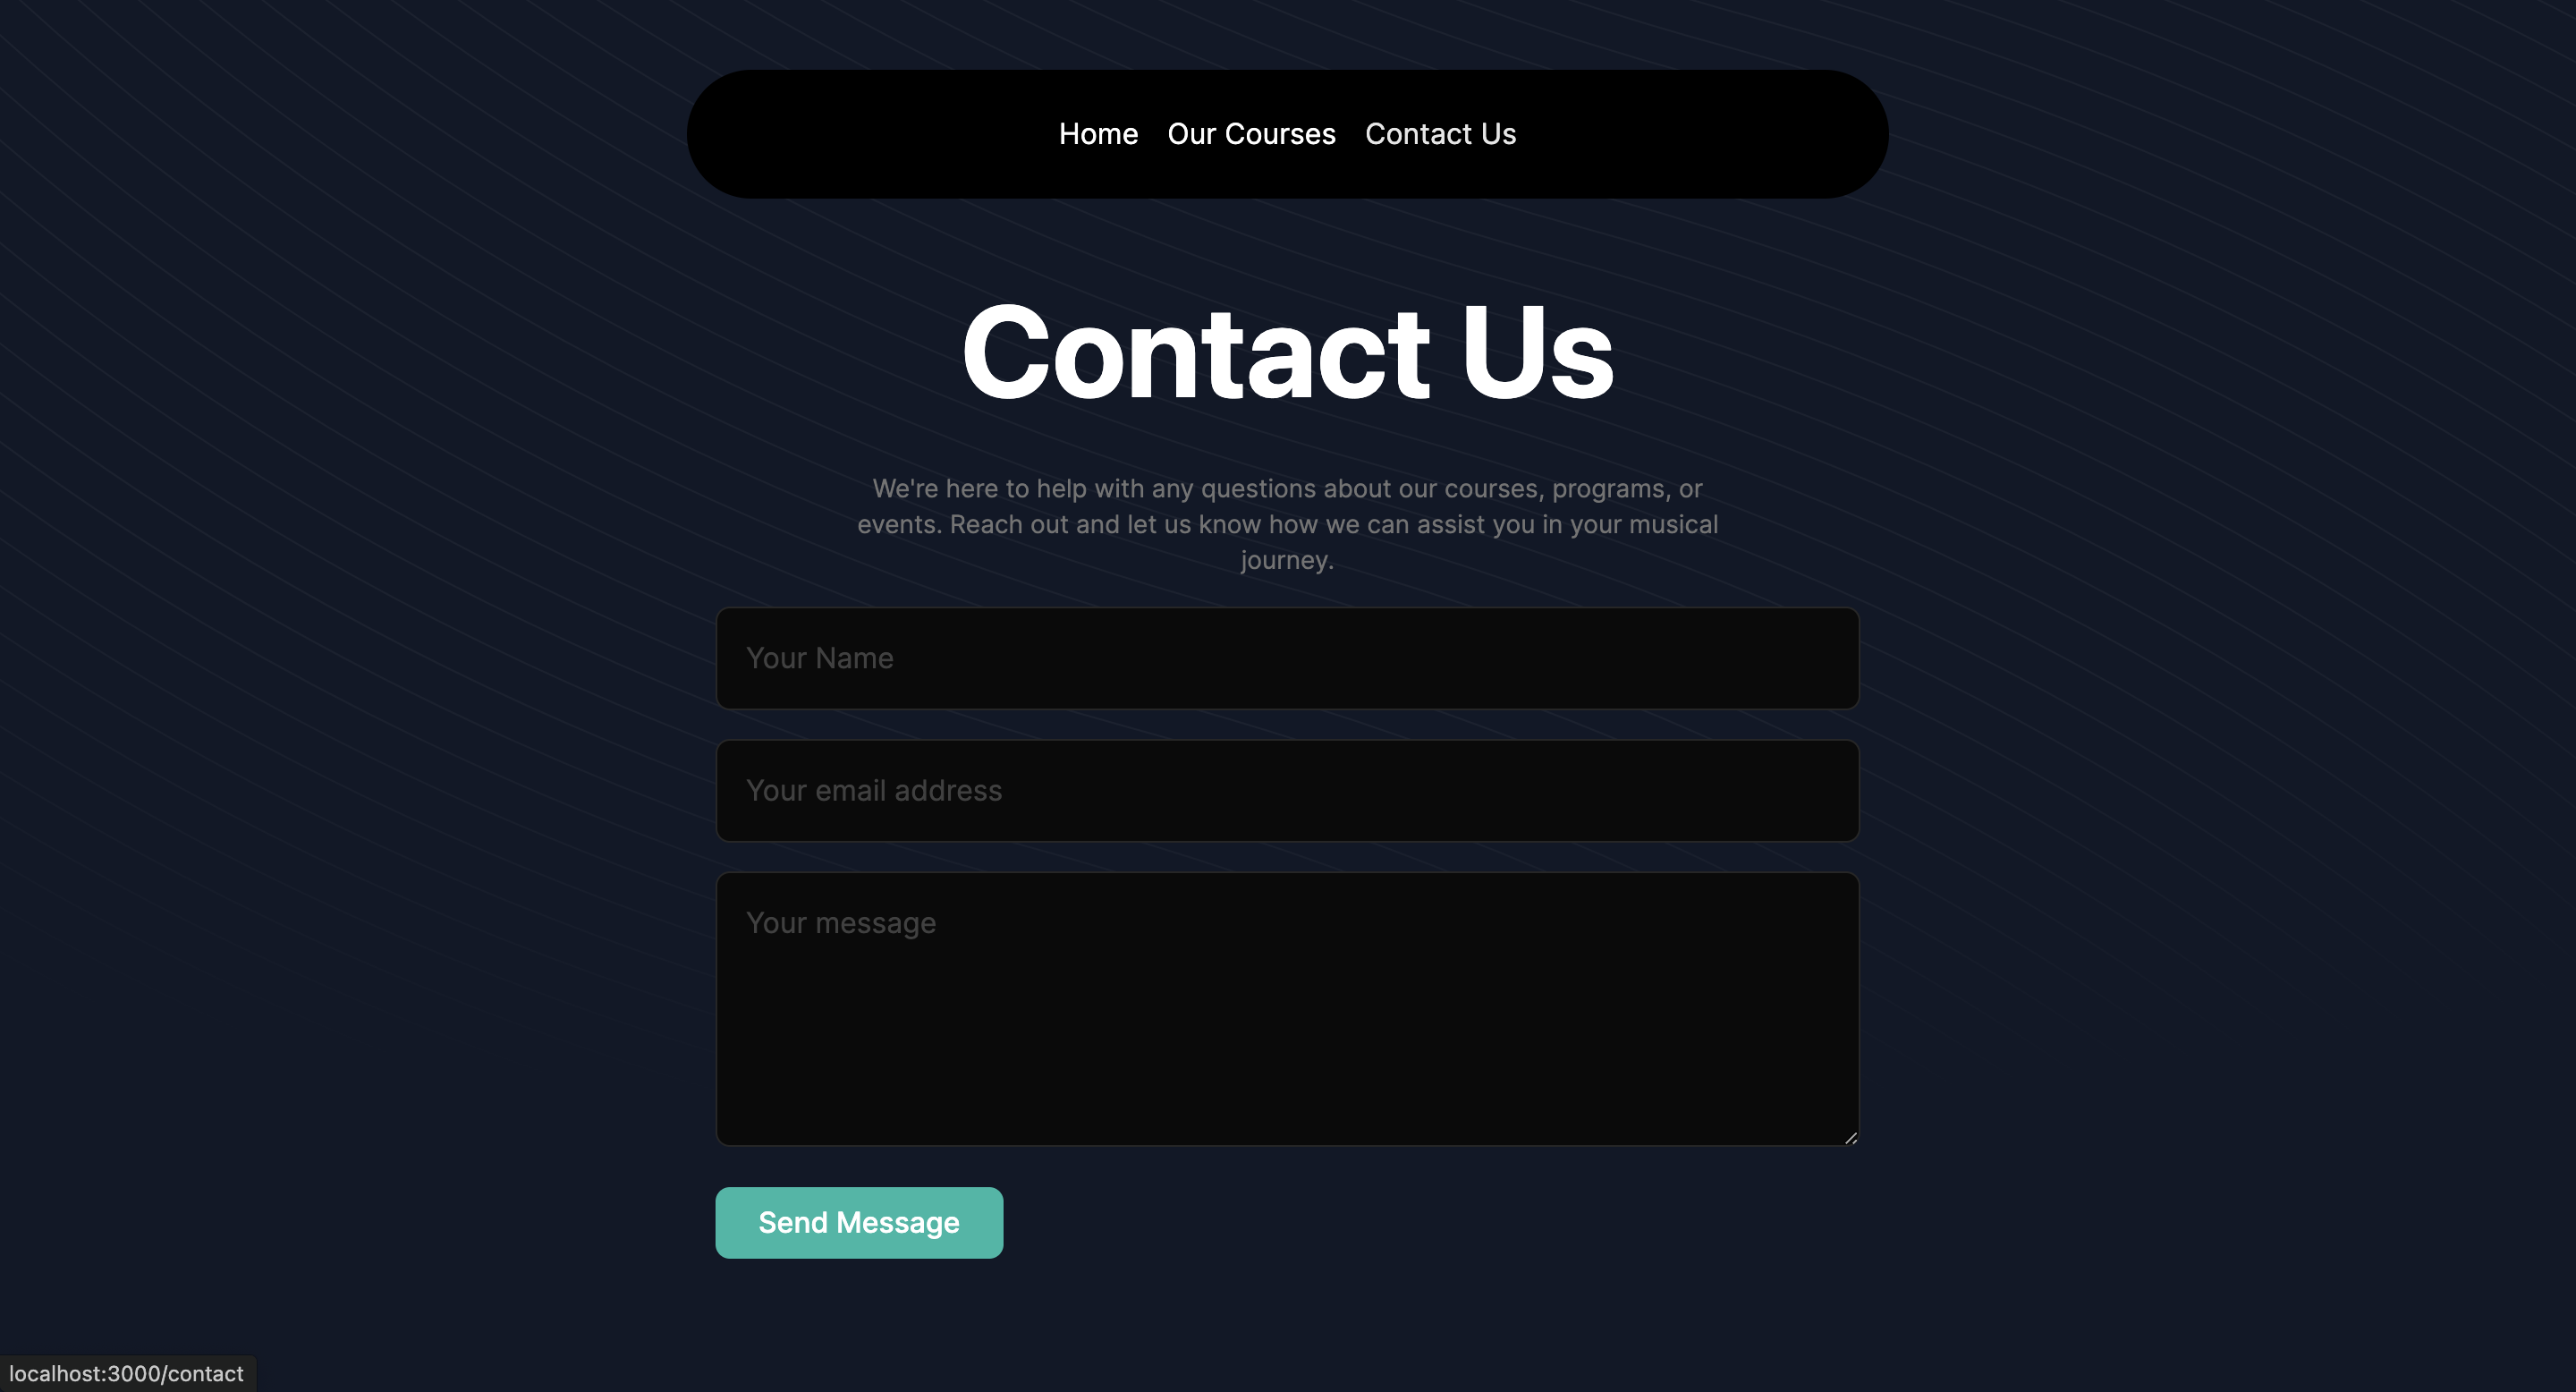 Home Our Courses Contact Us
Contact Us
We're here to help with any questions about our courses, programs, or
events. Reach out and let us know how we can assist you in your musical
journey.
Your Name
Your email address
Your message
Send Message
localhost:3000/contact